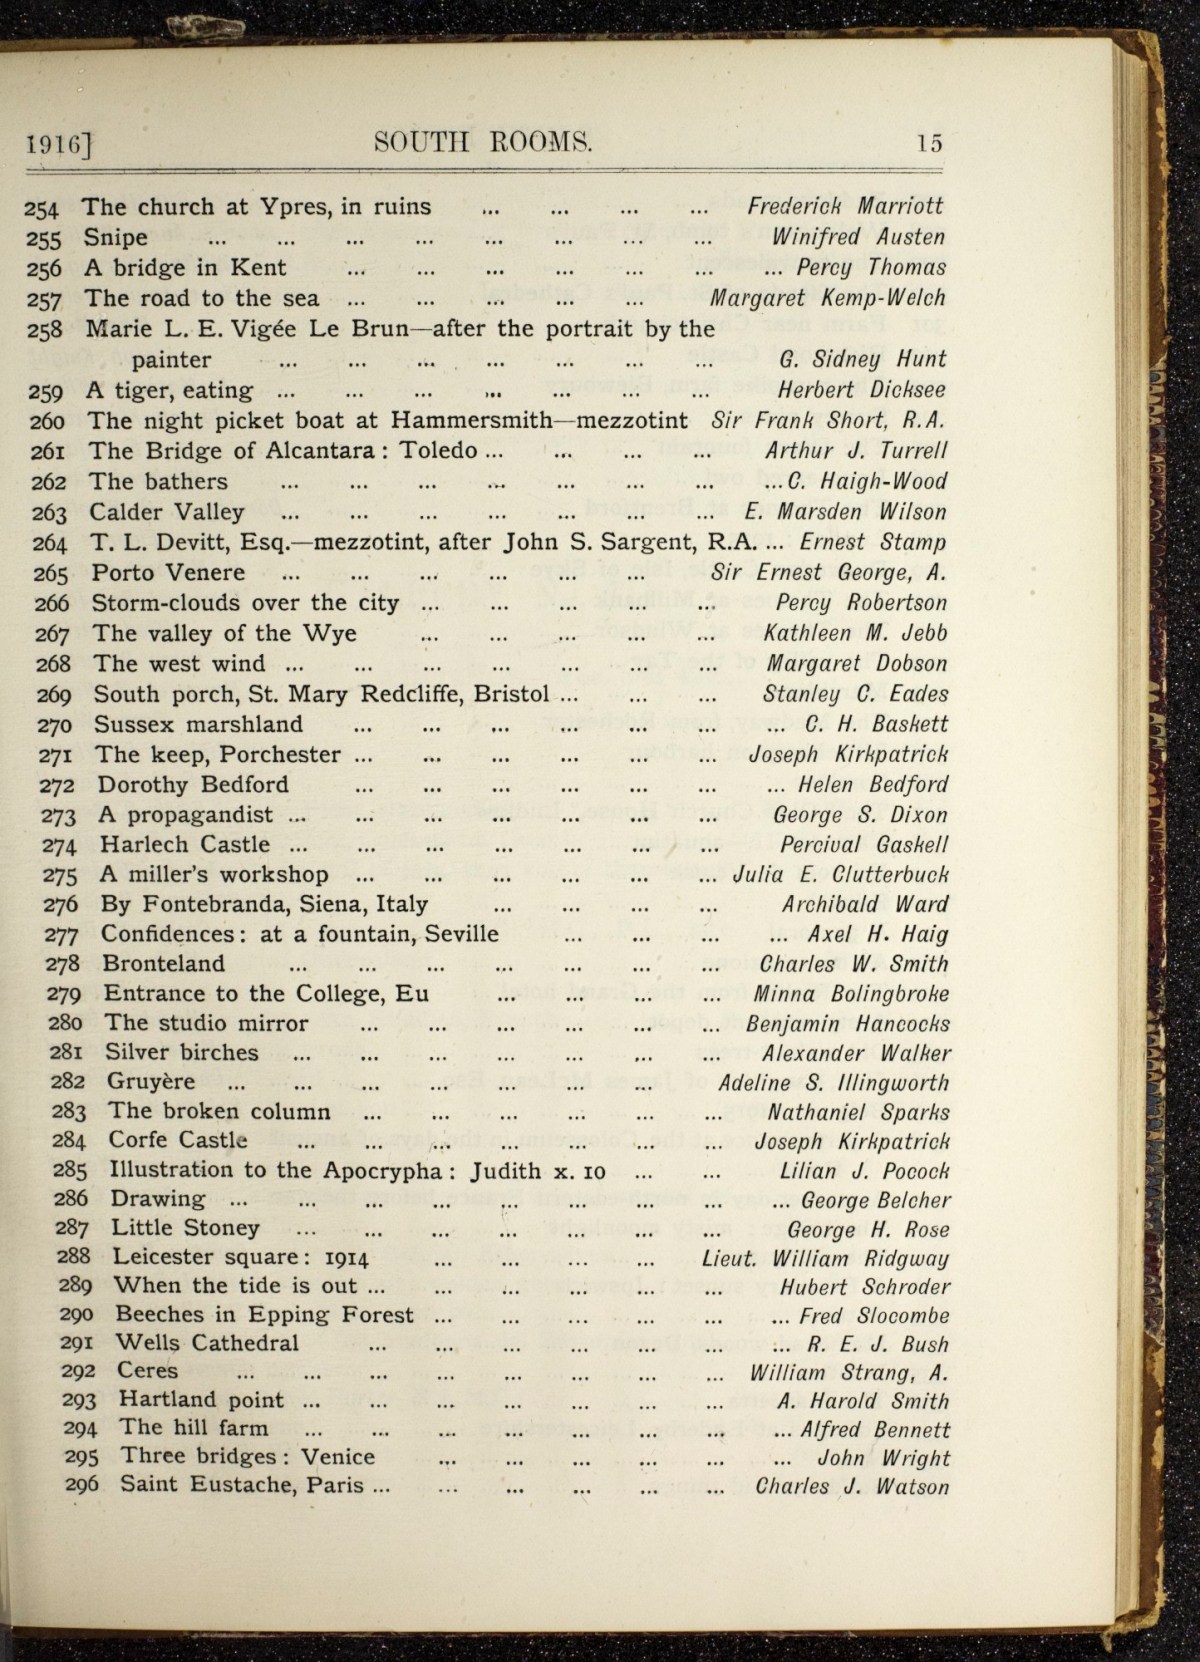 1916] SOUTH ROOMS. 15
254 The church at Ypres, in ruins ... ... ... ... Frederick Marriott
255 Snipe ... ... ... ... ... ... ... ... Winifred Austen
256 A bridge in Kent ... ... ... ... ... ... ... Percy Thomas
257 The road to the sea ... ... ... ... ... Margaret Kemp-Welch
258 Marie L. E. Vigée Le Brun—after the portrait by the
painter ... ... ... ... ... ... ... G. Sidney Hunt
259 A tiger, eating ... ... ... ... ... ... ... Herbert Dicksee
260 The night picket boat at Hammersmith—mezzotint Sir Frank Short, R.A.
261 The Bridge of Alcantara : Toledo ... ... ... ... Arthur J. Turrell
262 The bathers ... ... ... ... ... ... ... ... C. Haigh-Wood
263 Calder Valley ... ... ... ... ... ... ... E. Marsden Wilson
264 T. L. Devitt, Esq.—mezzotint, after John S. Sargent, R.A. ... Ernest Stamp
265 Porto Venere ... ... ... ... ... ... Sir Ernest George, A.
266 Storm-clouds over the city ... ... ... ... ... Percy Robertson
267 The valley of the Wye ... ... ... ... ... Kathleen M. Jebb
268 The west wind ... ... ... ... ... ... ... Margaret Dobson
269 South porch, St. Mary Redcliffe, Bristol ... ... ... Stanley C. Eades
270 Sussex marshland ... ... ... ... ... ... ... C. H. Baskett
271 The keep, Porchester ... ... ... ... ... ... Joseph Kirkpatrick
272 Dorothy Bedford ... ... ... ... ... ... ... Helen Bedford
273 A propagandist ... ... ... ... ... ... ... George S. Dixon
274 Harlech Castle ... ... ... ... ... ... ... Percival Gaskell
275 A miller's workshop ... ... ... ... ... ... Julia E. Clutterbuck
276 By Fontebranda, Siena, Italy ... ... ... ... Archibald Ward
277 Confidences : at a fountain, Seville ... ... ... ... Axel H. Haig
278 Bronteland ... ... ... ... ... ... ... Charles W. Smith
279 Entrance to the College, Eu ... ... ... ... Minna Bolingbroke
280 The studio mirror ... ... ... ... ... ... Benjamin Hancocks
281 Silver birches ... ... ... ... ... ... ... Alexander Walker
282 Gruyère ... ... ... ... ... ... ... Adeline S. Illingworth
283 The broken column ... ... ... ... ... ... Nathaniel Sparks
284 Corfe Castle ... ... ... ... ... ... ... Joseph Kirkpatrick
285 Illustration to the Apocrypha : Judith x. 10 ... ... Lilian J. Pocock
286 Drawing ... ... ... ... ... ... ... ... ... George Belcher
287 Little Stoney ... ... ... ... ... ... ... George H. Rose
288 Leicester square : 1914 ... ... ... ... Lieut. William Ridgway
289 When the tide is out ... ... ... ... ... ... Hubert Schroder
290 Beeches in Epping Forest ... ... ... ... ... ... Fred Slocombe
291 Wells Cathedral ... ... ... ... ... ... ... R. E. J. Bush
292 Ceres ... ... ... ... ... ... ... ... William Strang, A.
293 Hartland point ... ... ... ... ... ... ... A. Harold Smith
294 The hill farm ... ... ... ... ... ... ... ... Alfred Bennett
295 Three bridges : Venice ... ... ... ... ... ... John Wright
296 Saint Eustache, Paris ... ... ... ... ... ... Charles J. Watson